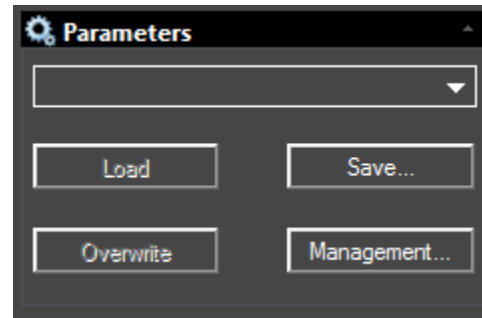 Parameters
Load
Save...
Overwrite
Management...